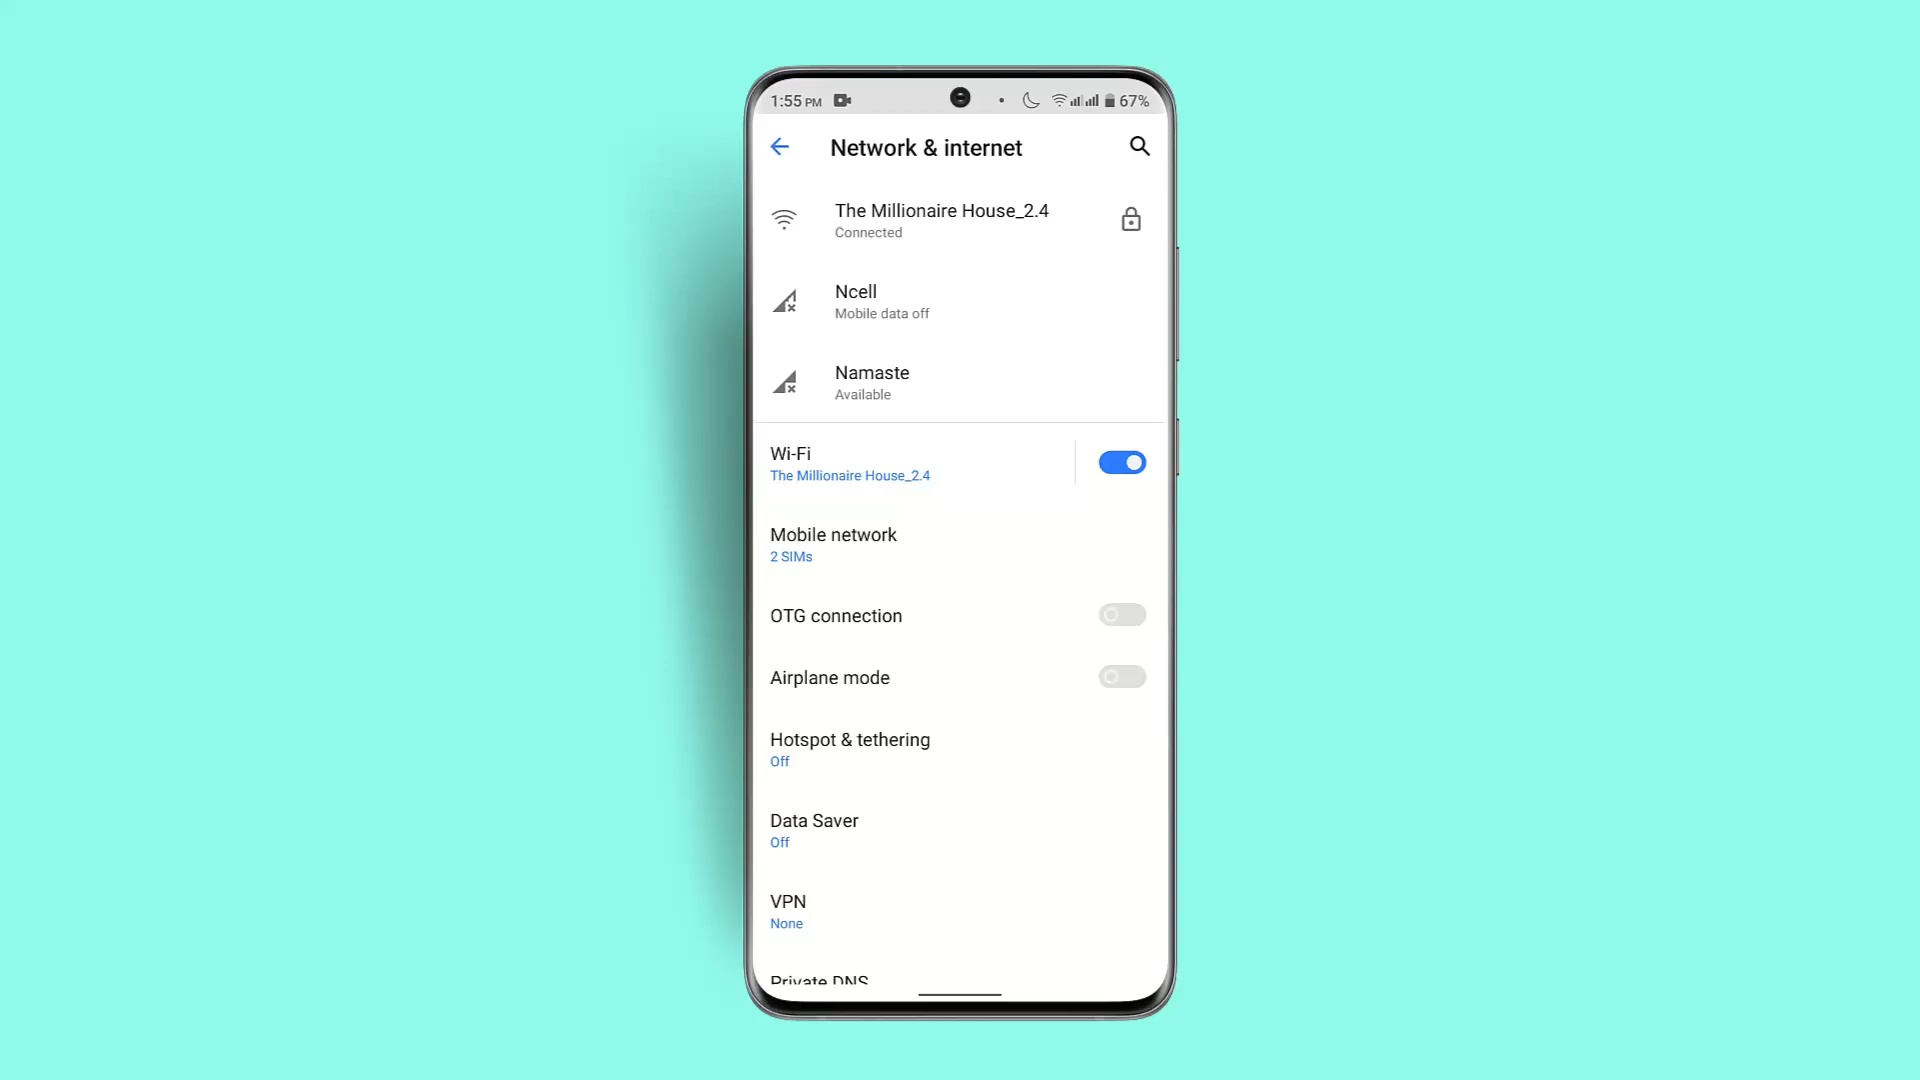 1:55 PM 67%
Network & internet
The Millionaire House_2.4
Connected
Ncell
Mobile data off
Namaste
Available
Wi-Fi
The Millionaire House_2.4
Mobile network
2 SIMs
OTG connection
Airplane mode
Hotspot & tethering
Off
Data Saver
Off
VPN
None
Private DNS